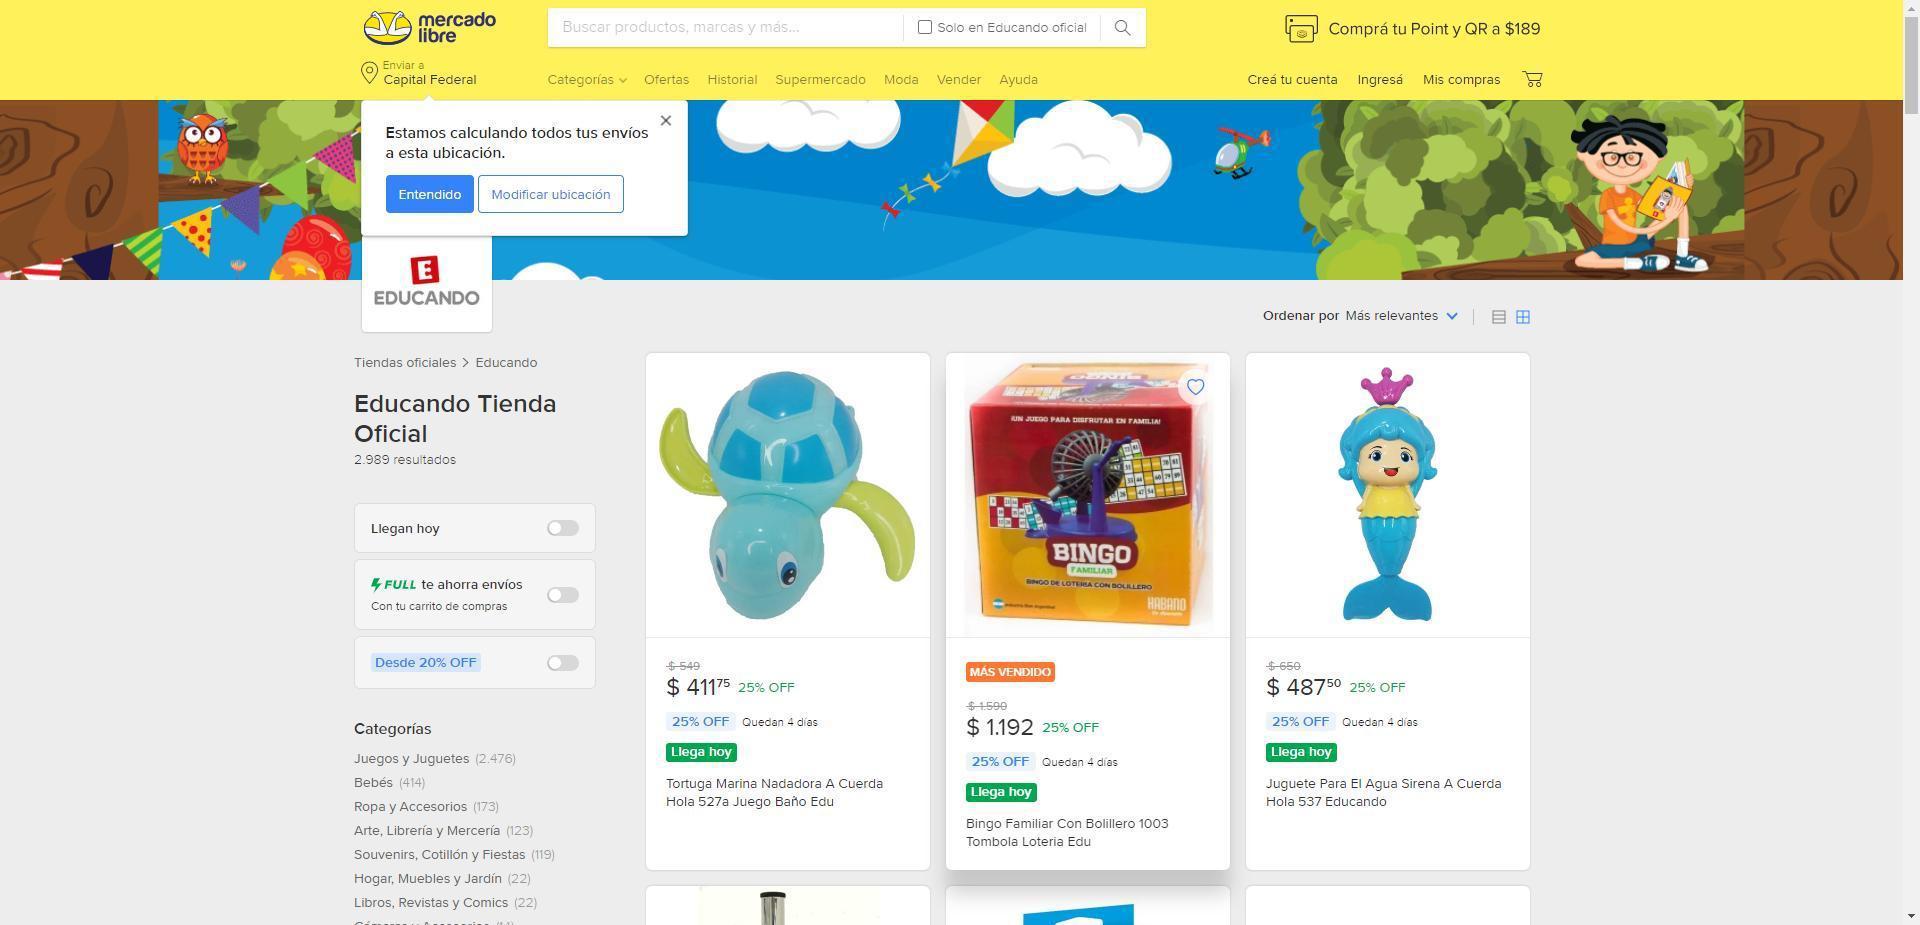 mercado
libre
Buscar productos, marcas y más...
Solo en Educando oficial
Comprá tu Point y QR a $189
Enviar a
Capital Federal
Categorías
Ofertas
Historial
Supermercado
Moda
Vender
Ayuda
Creá tu cuenta
Ingresá
Mis compras
Estamos calculando todos tus envíos
a esta ubicación.
Entendido
Modificar ubicación
E
EDUCANDO
Ordenar por Más relevantes
Tiendas oficiales > Educando
Educando Tienda
Oficial
2.989 resultados
Llegan hoy
FULL te ahorra envíos
Con tu carrito de compras
Desde 20% OFF
Categorías
Juegos y Juguetes (2.476)
Bebés (414)
Ropa y Accesorios (173)
Arte, Librería y Mercería (123)
Souvenirs, Cotillón y Fiestas (119)
Hogar, Muebles y Jardín (22)
Libros, Revistas y Comics (22)
$ 549
$ 411 75 25% OFF
25% OFF Quedan 4 días
Llega hoy
Tortuga Marina Nadadora A Cuerda
Hola 527a Juego Baño Edu
¡UN JUEGO PARA DISFRUTAR EN FAMILIA!
BINGO
FAMILIAR
BINGO DE LOTERIA CON BOLILLERO
HABANO
MÁS VENDIDO
$ 1.590
$ 1.192 25% OFF
25% OFF Quedan 4 días
Llega hoy
Bingo Familiar Con Bolillero 1003
Tombola Loteria Edu
$ 650
$ 487 50 25% OFF
25% OFF Quedan 4 días
Llega hoy
Juguete Para El Agua Sirena A Cuerda
Hola 537 Educando